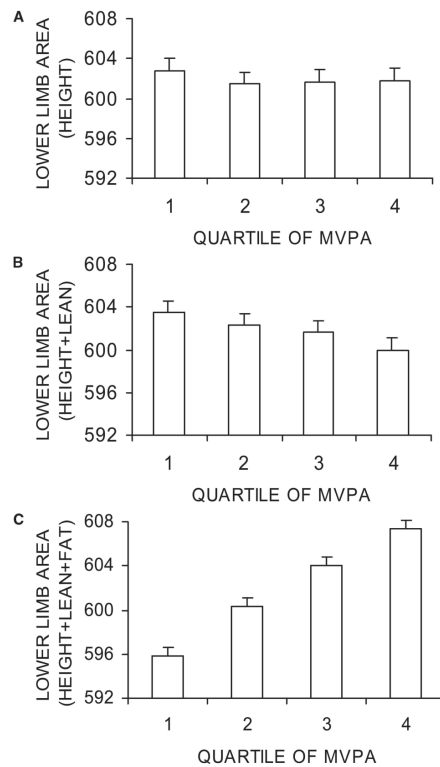 A
LOWER LIMB AREA
(HEIGHT)
608
604
600
596
592
1 2 3 4
QUARTILE OF MVPA
B
LOWER LIMB AREA
(HEIGHT+LEAN)
608
604
600
596
592
1 2 3 4
QUARTILE OF MVPA
C
LOWER LIMB AREA
(HEIGHT+LEAN+FAT)
608
604
600
596
592
1 2 3 4
QUARTILE OF MVPA